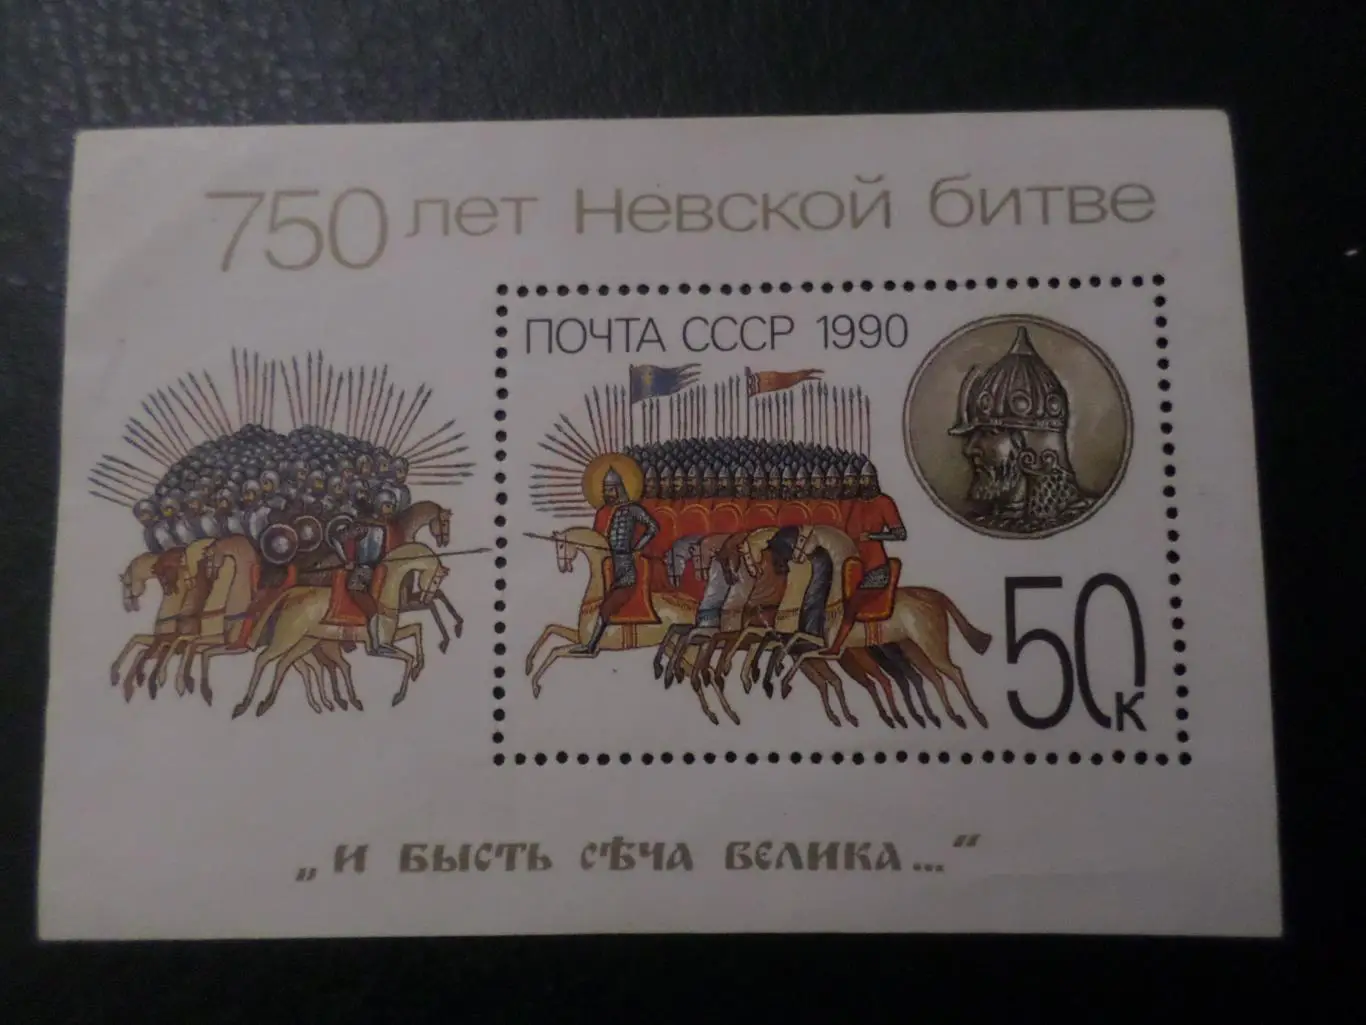 750 лет Невской битве
ПОЧТА СССР 1990
50к
„И БЫСТЬ СѢЧА ВЕЛИКА..."